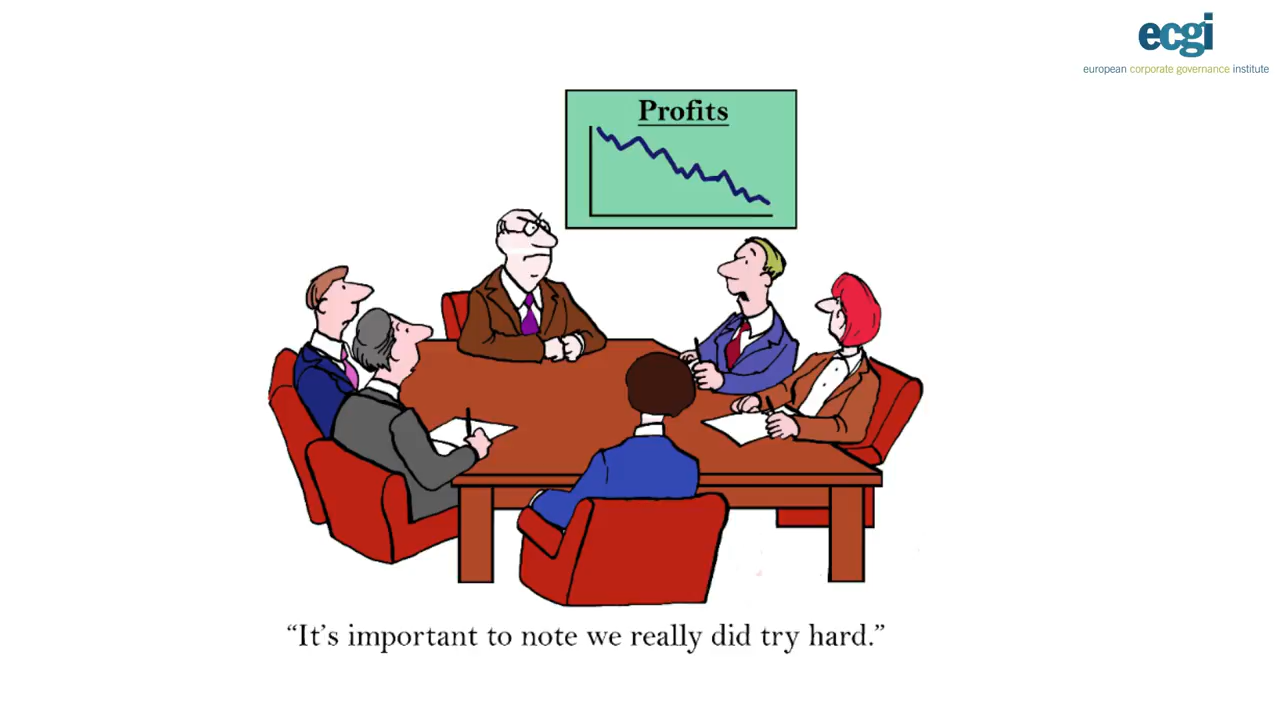 ecgi
european corporate governance institute
Profits
“It’s important to note we really did try hard.”